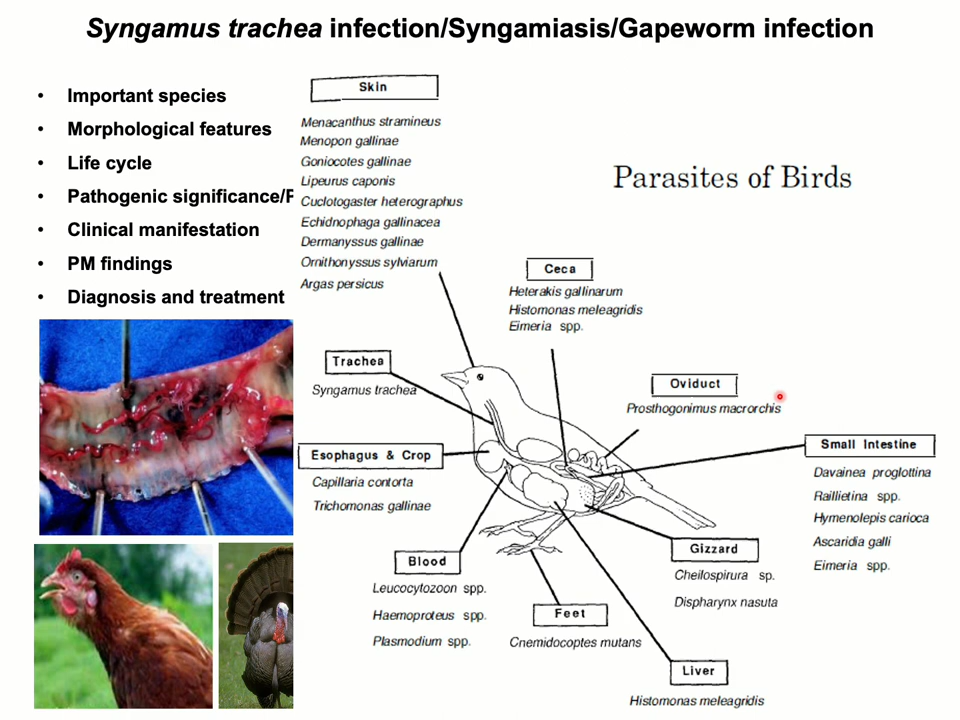 Syngamus trachea infection/Syngamiasis/Gapeworm infection
• Important species
• Morphological features
• Life cycle
• Pathogenic significance/P
• Clinical manifestation
• PM findings
• Diagnosis and treatment
Parasites of Birds
Skin
Menacanthus stramineus
Menopon gallinae
Goniocotes gallinae
Lipeurus caponis
Cuclotogaster heterographus
Echidnophaga gallinacea
Dermanyssus gallinae
Ornithonyssus sylviarum
Argas persicus
Ceca
Heterakis gallinarum
Histomonas meleagridis
Eimeria spp.
Trachea
Syngamus trachea
Oviduct
Prosthogonimus macrorchis
Esophagus & Crop
Capillaria contorta
Trichomonas gallinae
Small Intestine
Davainea proglottina
Raillietina spp.
Hymenolepis carioca
Ascaridia galli
Eimeria spp.
Blood
Leucocytozoon spp.
Haemoproteus spp.
Plasmodium spp.
Gizzard
Cheilospirura sp.
Dispharynx nasuta
Feet
Cnemidocoptes mutans
Liver
Histomonas meleagridis